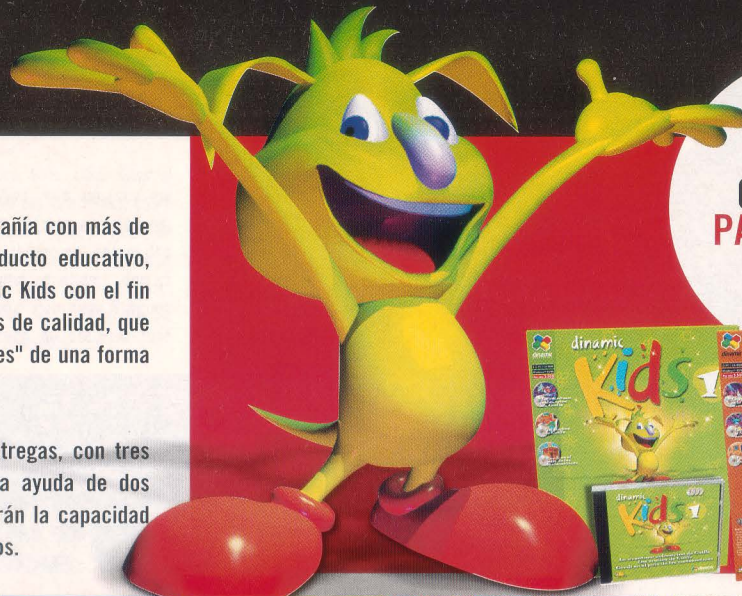 añía con más de
ducto educativo,
c Kids con el fin
s de calidad, que
es" de una forma
tregas, con tres
a ayuda de dos
rán la capacidad
os.
PA
dinamic
Kids 1
dinamic
Kids 1